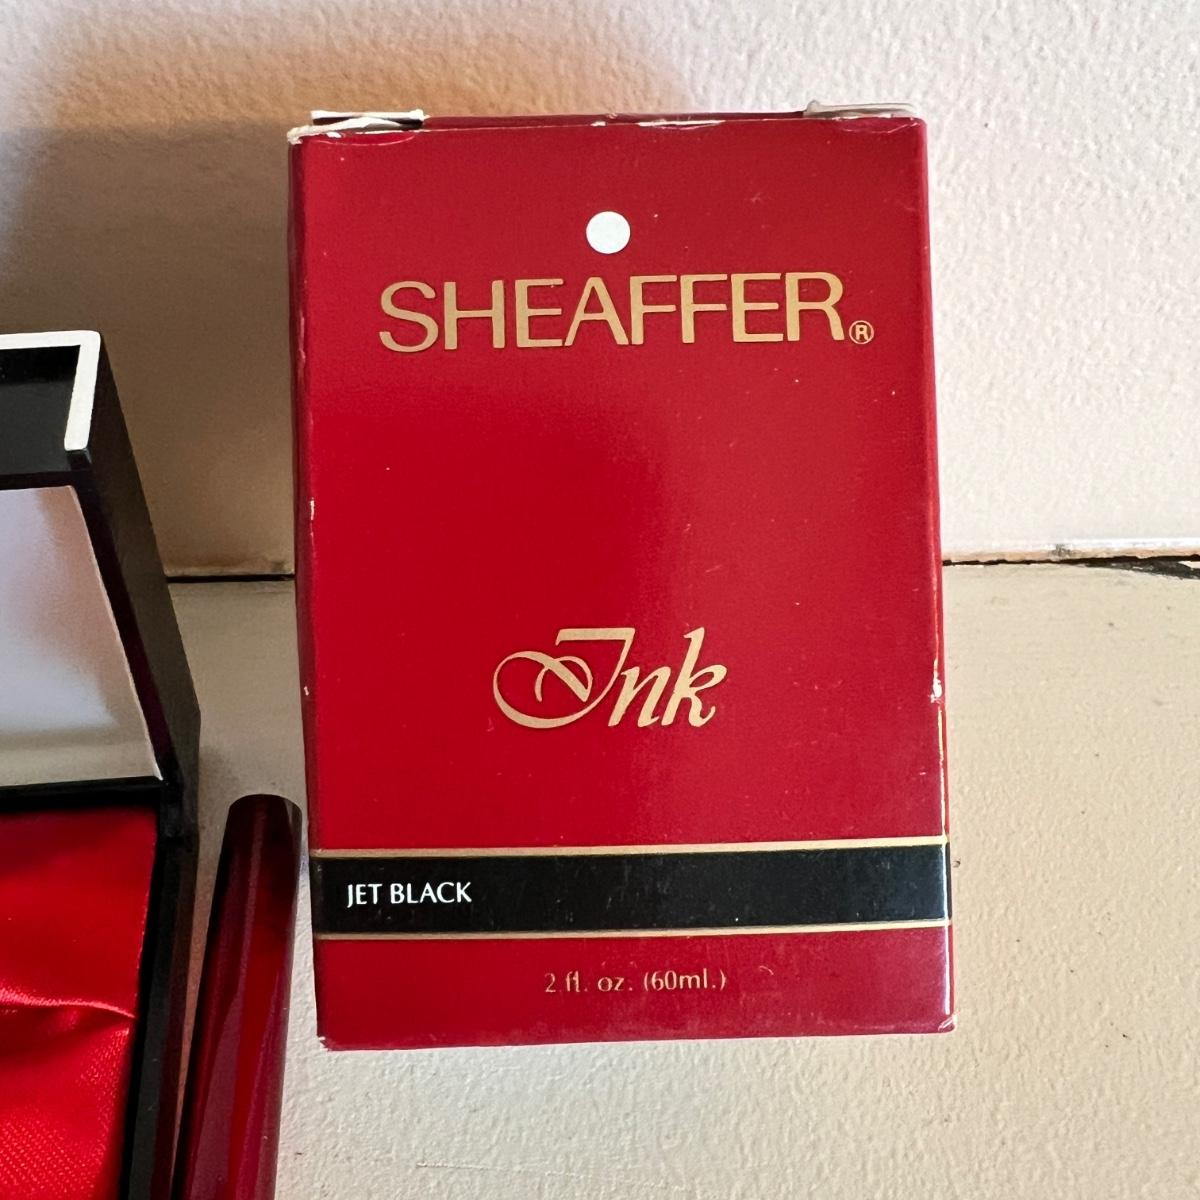 SHEAFFER®
Ink
JET BLACK
2 fl. oz. (60ml.)